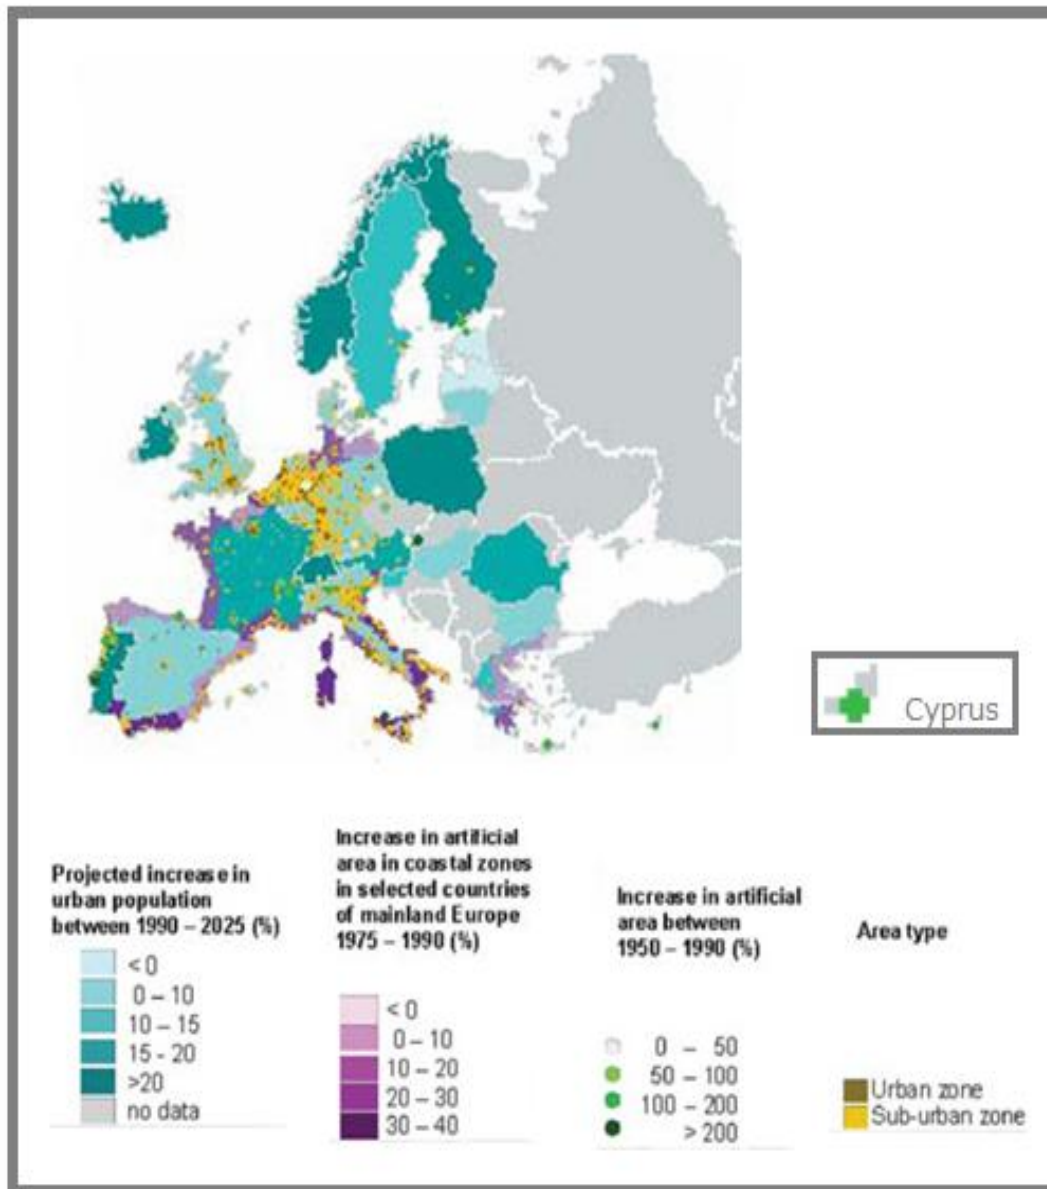 Cyprus
Projected increase in
urban population
between 1990 – 2025 (%)
< 0
0 – 10
10 – 15
15 - 20
>20
no data
Increase in artificial
area in coastal zones
in selected countries
of mainland Europe
1975 – 1990 (%)
< 0
0 – 10
10 – 20
20 – 30
30 – 40
Increase in artificial
area between
1950 – 1990 (%)
0 – 50
50 – 100
100 – 200
> 200
Area type
Urban zone
Sub-urban zone